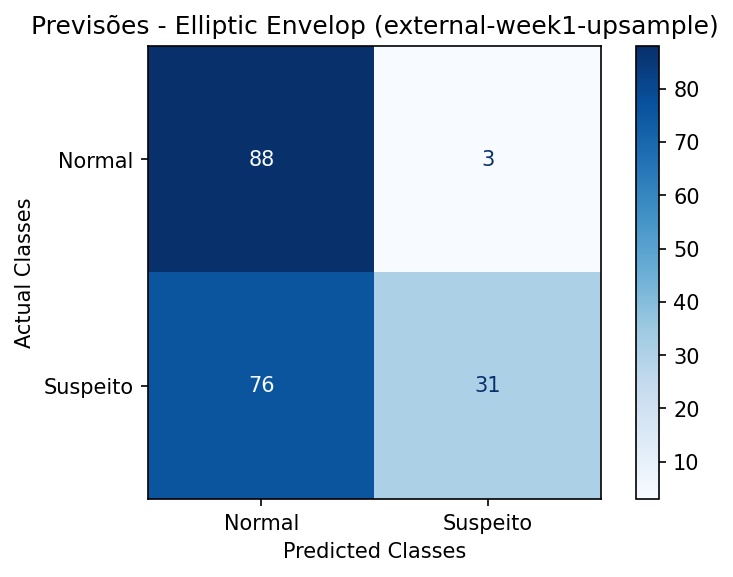 Previsões - Elliptic Envelop (external-week1-upsample)
Actual Classes
Normal
88
3
Suspeito
76
31
Normal
Suspeito
Predicted Classes
80
70
60
50
40
30
20
10